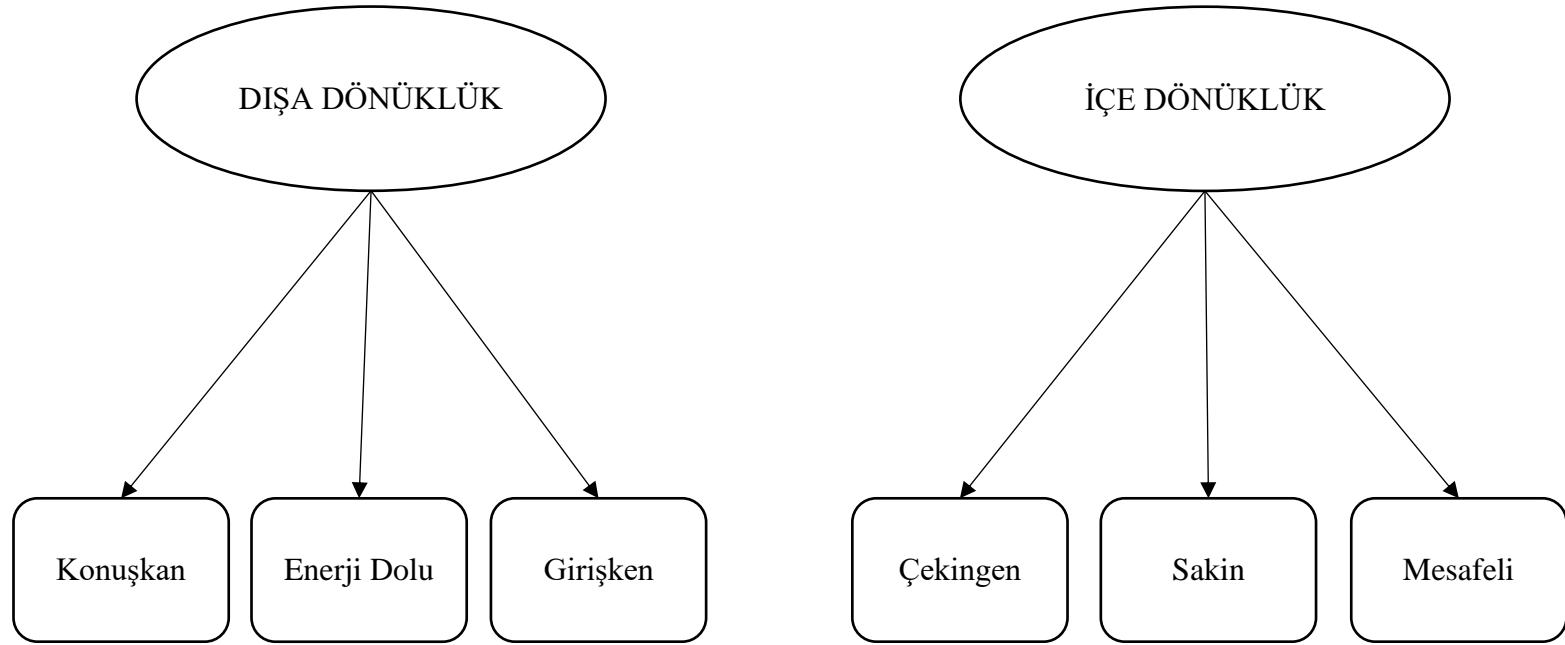 DIŞA DÖNÜKLÜK
İÇE DÖNÜKLÜK
Konuşkan
Enerji Dolu
Girişken
Çekingen
Sakin
Mesafeli